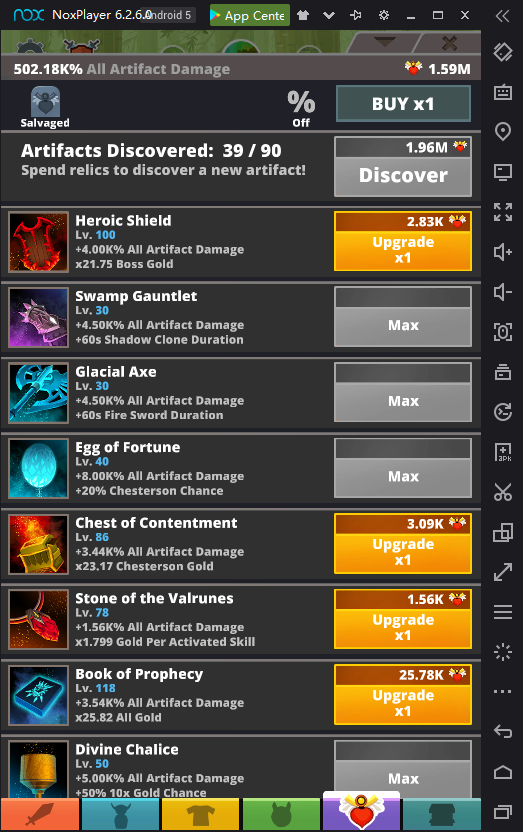 nox NoxPlayer 6.2.6.0 Android 5 App Cente
502.18K% All Artifact Damage 1.59M
Salvaged
%
Off
BUY x1
Artifacts Discovered: 39 / 90
Spend relics to discover a new artifact!
1.96M
Discover
Heroic Shield
Lv. 100
+4.00K% All Artifact Damage
x21.75 Boss Gold
2.83K
Upgrade
x1
Swamp Gauntlet
Lv. 30
+4.50K% All Artifact Damage
+60s Shadow Clone Duration
Max
Glacial Axe
Lv. 30
+4.50K% All Artifact Damage
+60s Fire Sword Duration
Max
Egg of Fortune
Lv. 40
+8.00K% All Artifact Damage
+20% Chesterson Chance
Max
Chest of Contentment
Lv. 86
+3.44K% All Artifact Damage
x23.17 Chesterson Gold
3.09K
Upgrade
x1
Stone of the Valrunes
Lv. 78
+1.56K% All Artifact Damage
x1.799 Gold Per Activated Skill
1.56K
Upgrade
x1
Book of Prophecy
Lv. 118
+3.54K% All Artifact Damage
x25.82 All Gold
25.78K
Upgrade
x1
Divine Chalice
Lv. 50
+5.00K% All Artifact Damage
+50% 10x Gold Chance
Max